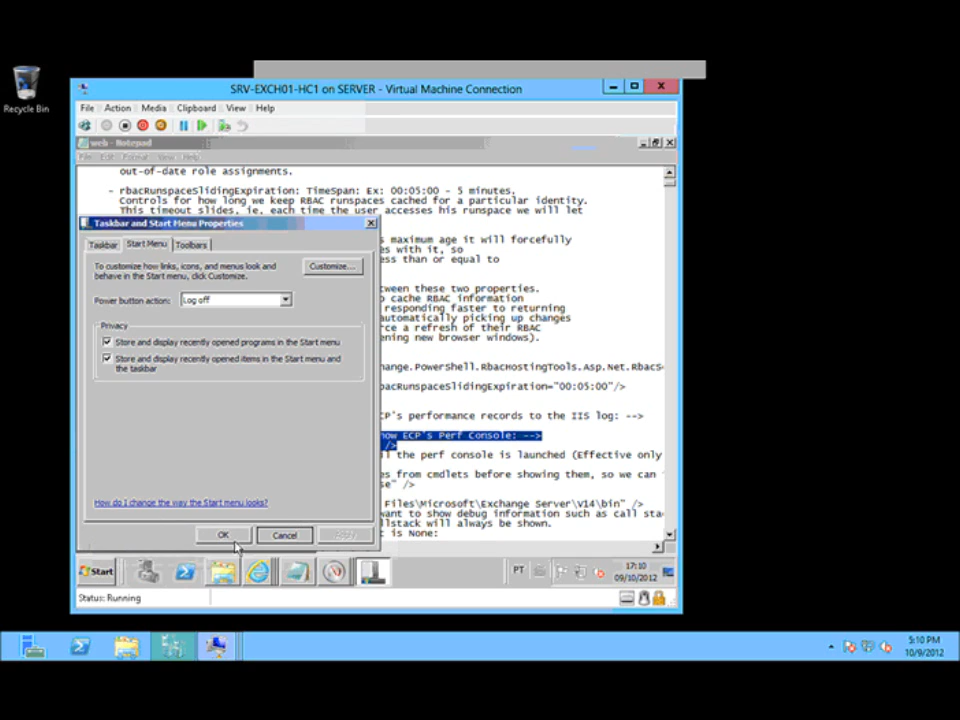 Recycle Bin
SRV-EXCH01-HC1 on SERVER - Virtual Machine Connection
File Action Media Clipboard View Help
web - Notepad
File Edit Format View Help
out-of-date role assignments.
- rbacRunspaceSlidingExpiration: TimeSpan: Ex: 00:05:00 - 5 minutes.
Controls for how long we keep RBAC runspaces cached for a particular identity.
This timeout slides, ie. each time the user accesses his runspace we will let
Taskbar and Start Menu Properties
Taskbar Start Menu Toolbars
To customize how links, icons, and menus look and
behave in the Start menu, click Customize.
Customize...
Power button action: Log off
Privacy
Store and display recently opened programs in the Start menu
Store and display recently opened items in the Start menu and
the taskbar
How do I change the way the Start menu looks?
OK Cancel Apply
s maximum age it will forcefully
es with it, so
ess than or equal to
tween these two properties.
o cache RBAC information
responding faster to returning
automatically picking up changes
rce a refresh of their RBAC
ening new browser windows).
hange.PowerShell.RbacHostingTools.Asp.Net.RbacS
bacRunspaceSlidingExpiration="00:05:00"/>
CP's performance records to the IIS log: -->
how ECP's Perf Console: -->
/>
ll the perf console is launched (Effective only
es from cmdlets before showing them, so we can
se" />
Files\Microsoft\Exchange Server\V14\bin" />
want to show debug information such as call sta
llstack will always be shown.
t is None:
Start
PT
17:10
09/10/2012
Status: Running
5:10 PM
10/9/2012